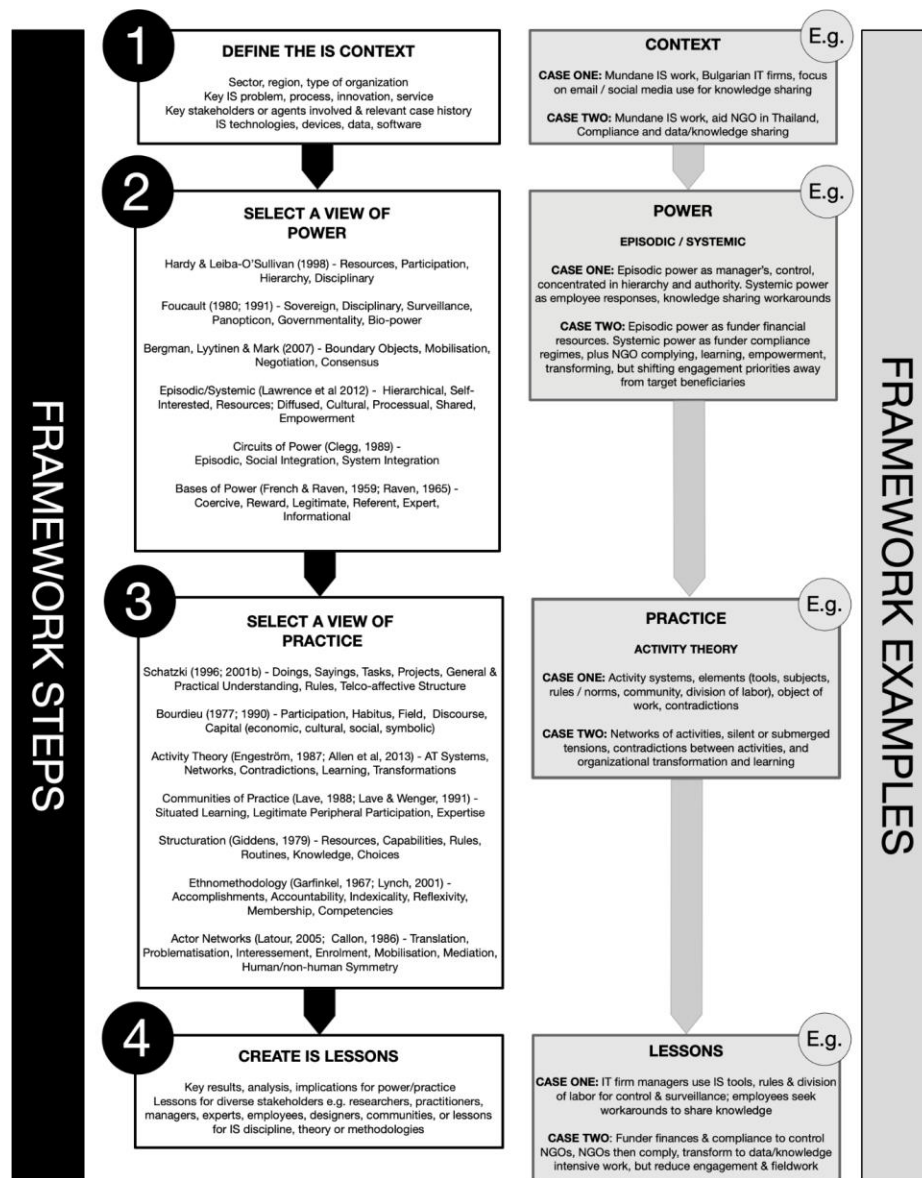 FRAMEWORK STEPS
1
DEFINE THE IS CONTEXT
Sector, region, type of organization
Key IS problem, process, innovation, service
Key stakeholders or agents involved & relevant case history
IS technologies, devices, data, software
2
SELECT A VIEW OF
POWER
Hardy & Leiba-O'Sullivan (1998) - Resources, Participation,
Hierarchy, Disciplinary
Foucault (1980; 1991) - Sovereign, Disciplinary, Surveillance,
Panopticon, Governmentality, Bio-power
Bergman, Lyytinen & Mark (2007) - Boundary Objects, Mobilisation,
Negotiation, Consensus
Episodic/Systemic (Lawrence et al 2012) - Hierarchical, Self-
Interested, Resources; Diffused, Cultural, Processual, Shared,
Empowerment
Circuits of Power (Clegg, 1989) -
Episodic, Social Integration, System Integration
Bases of Power (French & Raven, 1959; Raven, 1965) -
Coercive, Reward, Legitimate, Referent, Expert,
Informational
3
SELECT A VIEW OF
PRACTICE
Schatzki (1996; 2001b) - Doings, Sayings, Tasks, Projects, General &
Practical Understanding, Rules, Telco-affective Structure
Bourdieu (1977; 1990) - Participation, Habitus, Field, Discourse,
Capital (economic, cultural, social, symbolic)
Activity Theory (Engeström, 1987; Allen et al, 2013) - AT Systems,
Networks, Contradictions, Learning, Transformations
Communities of Practice (Lave, 1988; Lave & Wenger, 1991) -
Situated Learning, Legitimate Peripheral Participation, Expertise
Structuration (Giddens, 1979) - Resources, Capabilities, Rules,
Routines, Knowledge, Choices
Ethnomethodology (Garfinkel, 1967; Lynch, 2001) -
Accomplishments, Accountability, Indexicality, Reflexivity,
Membership, Competencies
Actor Networks (Latour, 2005; Callon, 1986) - Translation,
Problematisation, Interessement, Enrolment, Mobilisation, Mediation,
Human/non-human Symmetry
4
CREATE IS LESSONS
Key results, analysis, implications for power/practice
Lessons for diverse stakeholders e.g. researchers, practitioners,
managers, experts, employees, designers, communities, or lessons
for IS discipline, theory or methodologies
E.g.
CONTEXT
CASE ONE: Mundane IS work, Bulgarian IT firms, focus
on email / social media use for knowledge sharing
CASE TWO: Mundane IS work, aid NGO in Thailand,
Compliance and data/knowledge sharing
E.g.
POWER
EPISODIC / SYSTEMIC
CASE ONE: Episodic power as manager's, control,
concentrated in hierarchy and authority. Systemic power
as employee responses, knowledge sharing workarounds
CASE TWO: Episodic power as funder financial
resources. Systemic power as funder compliance
regimes, plus NGO complying, learning, empowerment,
transforming, but shifting engagement priorities away
from target beneficiaries
E.g.
PRACTICE
ACTIVITY THEORY
CASE ONE: Activity systems, elements (tools, subjects,
rules / norms, community, division of labor), object of
work, contradictions
CASE TWO: Networks of activities, silent or submerged
tensions, contradictions between activities, and
organizational transformation and learning
E.g.
LESSONS
CASE ONE: IT firm managers use IS tools, rules & division
of labor for control & surveillance; employees seek
workarounds to share knowledge
CASE TWO: Funder finances & compliance to control
NGOs, NGOs then comply, transform to data/knowledge
intensive work, but reduce engagement & fieldwork
FRAMEWORK EXAMPLES